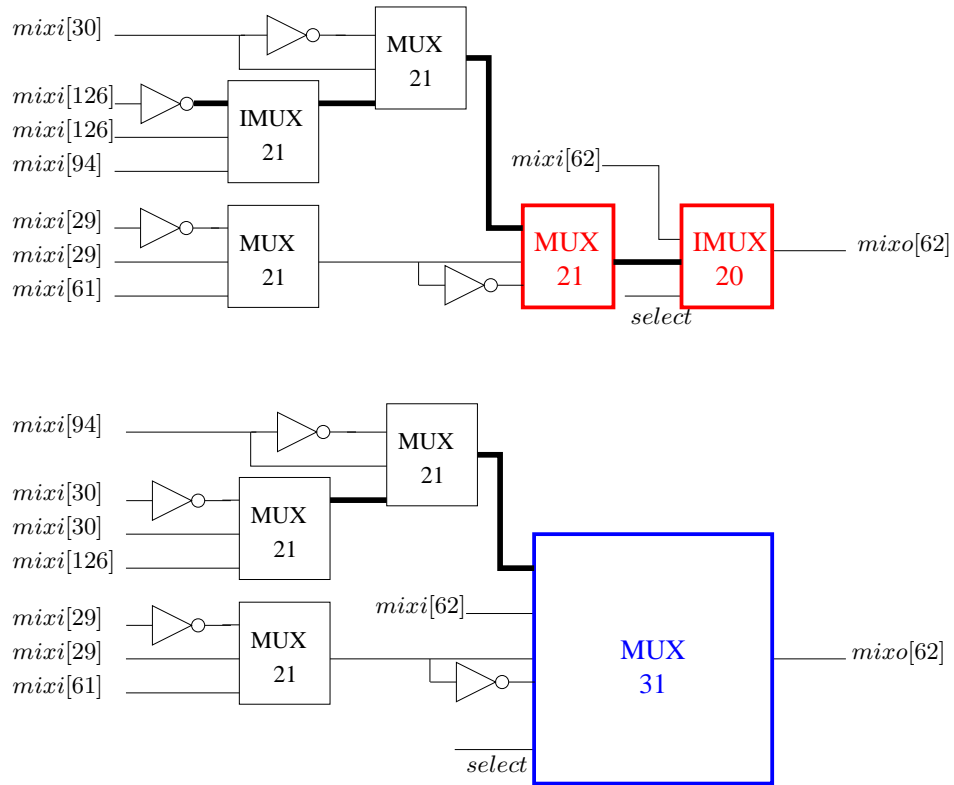 mixi[30]
MUX
21
mixi[126]
IMUX
21
mixi[126]
mixi[94]
mixi[62]
mixi[29]
MUX
21
mixi[29]
mixi[61]
MUX
21
IMUX
20
mixo[62]
select
mixi[94]
MUX
21
mixi[30]
MUX
21
mixi[30]
mixi[126]
mixi[29]
MUX
21
mixi[29]
mixi[61]
mixi[62]
MUX
31
mixo[62]
select